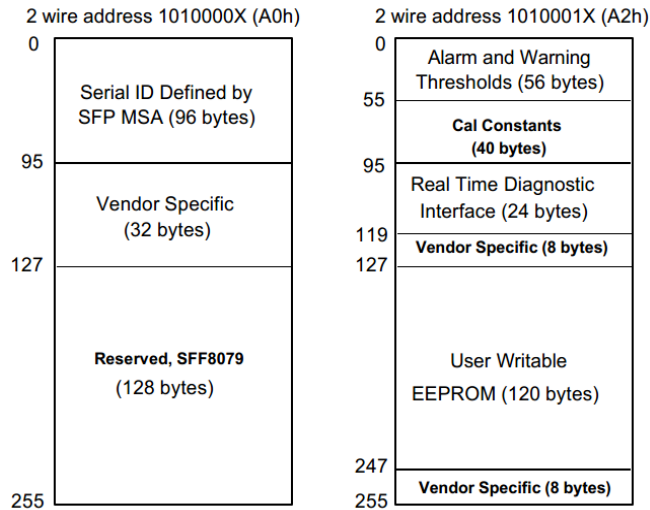 2 wire address 1010000X (A0h)
0
Serial ID Defined by
SFP MSA (96 bytes)
95
Vendor Specific
(32 bytes)
127
Reserved, SFF8079
(128 bytes)
255
2 wire address 1010001X (A2h)
0
Alarm and Warning
Thresholds (56 bytes)
55
Cal Constants
(40 bytes)
95
Real Time Diagnostic
Interface (24 bytes)
119
Vendor Specific (8 bytes)
127
User Writable
EEPROM (120 bytes)
247
Vendor Specific (8 bytes)
255